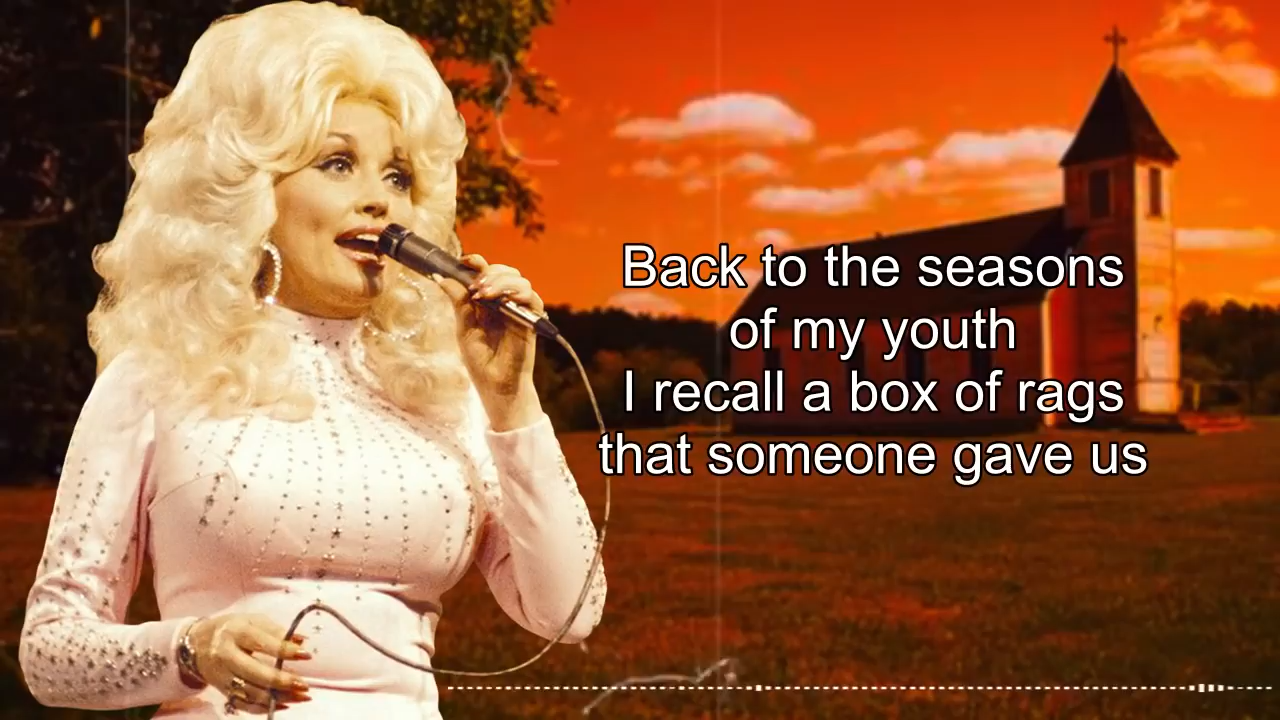 Back to the seasons
of my youth
I recall a box of rags
that someone gave us